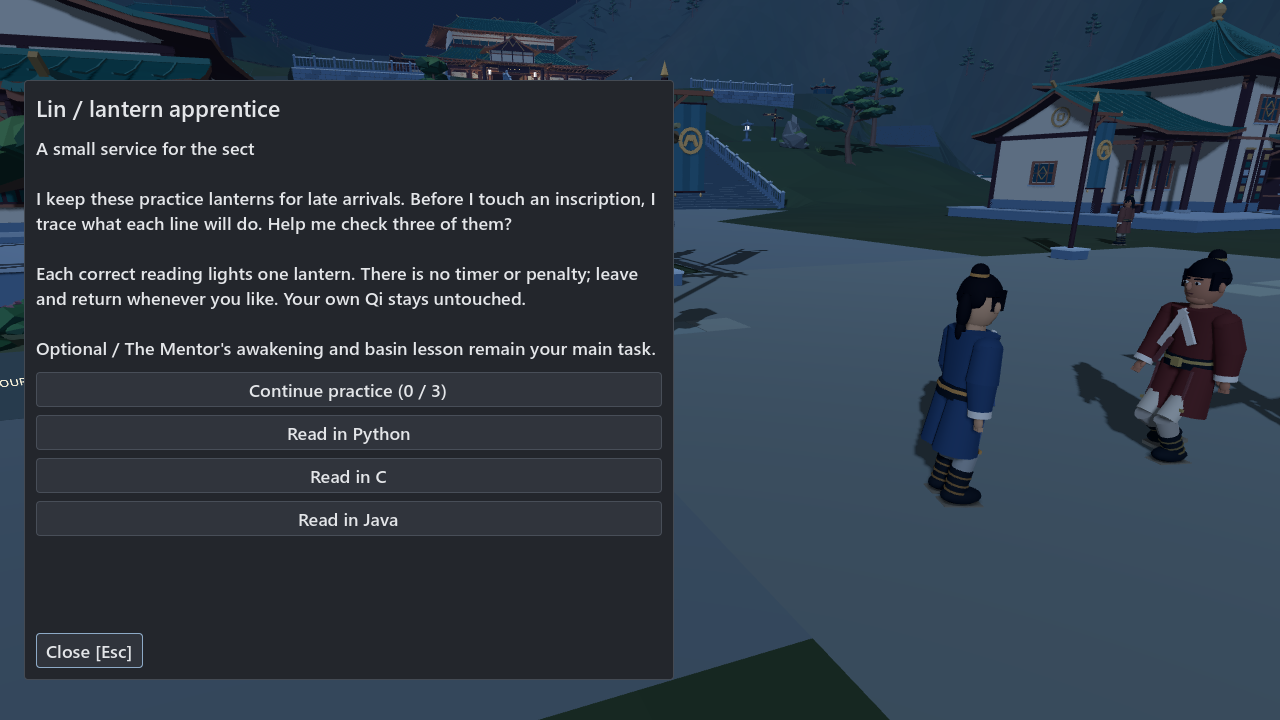 Lin / lantern apprentice
A small service for the sect
I keep these practice lanterns for late arrivals. Before I touch an inscription, I
trace what each line will do. Help me check three of them?
Each correct reading lights one lantern. There is no timer or penalty; leave
and return whenever you like. Your own Qi stays untouched.
Optional / The Mentor's awakening and basin lesson remain your main task.
Continue practice (0 / 3)
Read in Python
Read in C
Read in Java
Close [Esc]